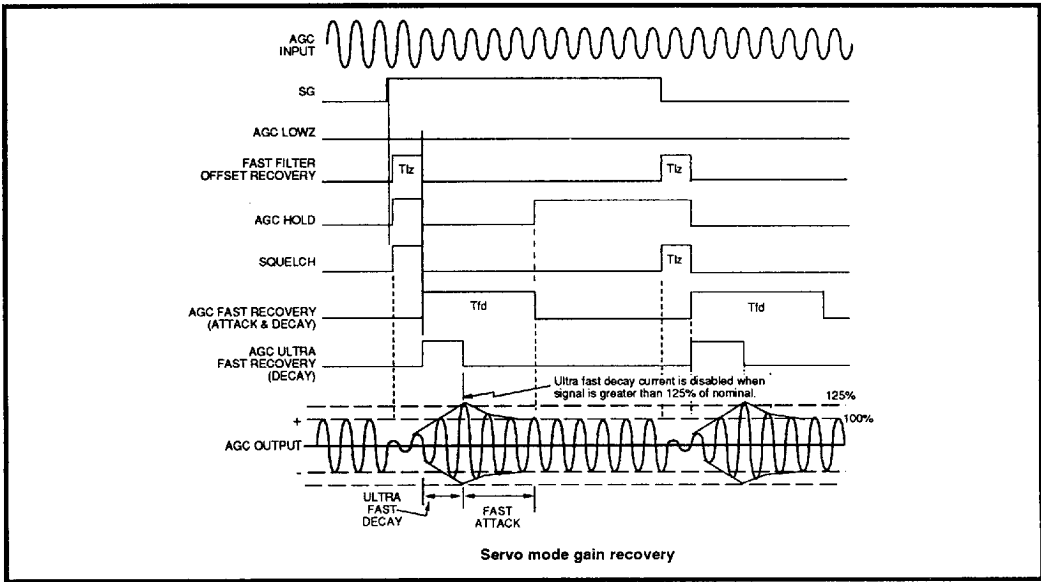 AGC
INPUT
SG
AGC LOWZ
FAST FILTER
OFFSET RECOVERY
Tlz
Tlz
AGC HOLD
SQUELCH
Tlz
AGC FAST RECOVERY
(ATTACK & DECAY)
Tfd
Tfd
AGC ULTRA
FAST RECOVERY
(DECAY)
Ultra fast decay current is disabled when
signal is greater than 125% of nominal.
125%
100%
+
AGC OUTPUT
-
ULTRA
FAST
DECAY
FAST
ATTACK
Servo mode gain recovery